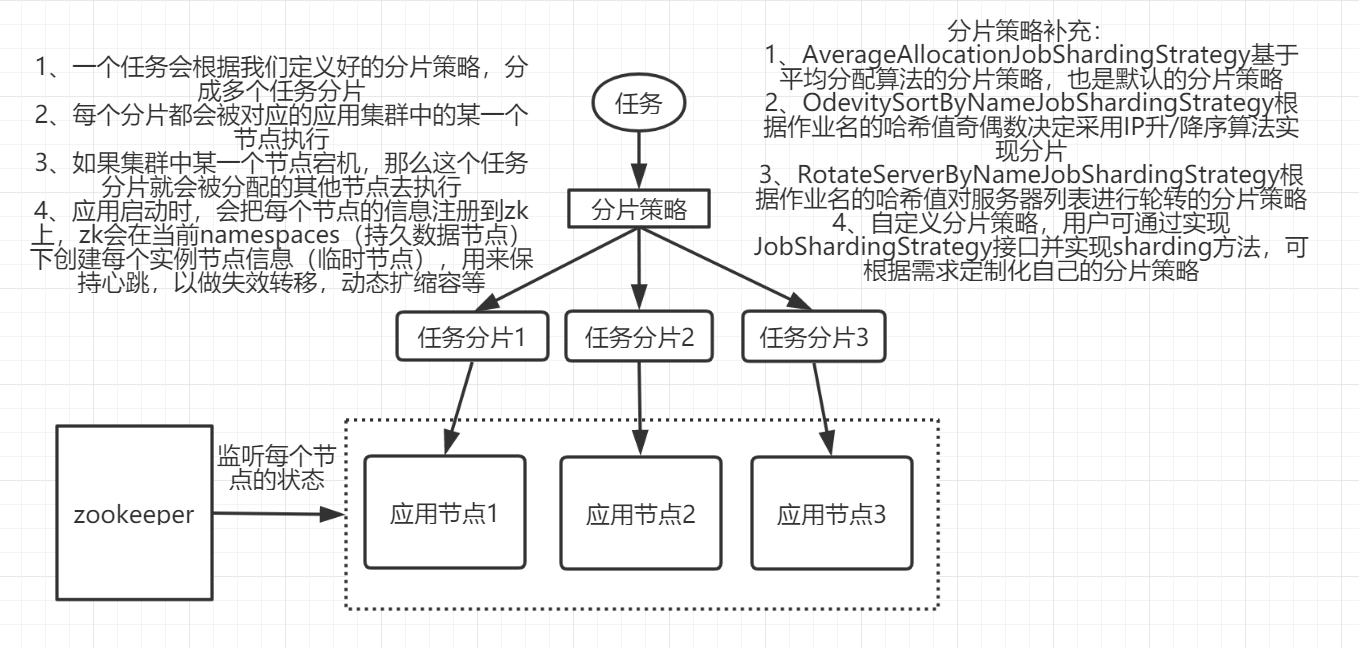 1、一个任务会根据我们定义好的分片策略，分
成多个任务分片
2、每个分片都会被对应的应用集群中的某一个
节点执行
3、如果集群中某一个节点宕机，那么这个任务
分片就会被分配的其他节点去执行
4、应用启动时，会把每个节点的信息注册到zk
上，zk会在当前namespaces（持久数据节点）
下创建每个实例节点信息（临时节点），用来保
持心跳，以做失效转移，动态扩缩容等
分片策略补充：
1、AverageAllocationJobShardingStrategy基于
平均分配算法的分片策略，也是默认的分片策略
2、OdevitySortByNameJobShardingStrategy根
据作业名的哈希值奇偶数决定采用IP升/降序算法实
现分片
3、RotateServerByNameJobShardingStrategy根
据作业名的哈希值对服务器列表进行轮转的分片策略
4、自定义分片策略，用户可通过实现
JobShardingStrategy接口并实现sharding方法，可
根据需求定制化自己的分片策略
任务
分片策略
任务分片1
任务分片2
任务分片3
zookeeper
监听每个节
点的状态
应用节点1
应用节点2
应用节点3